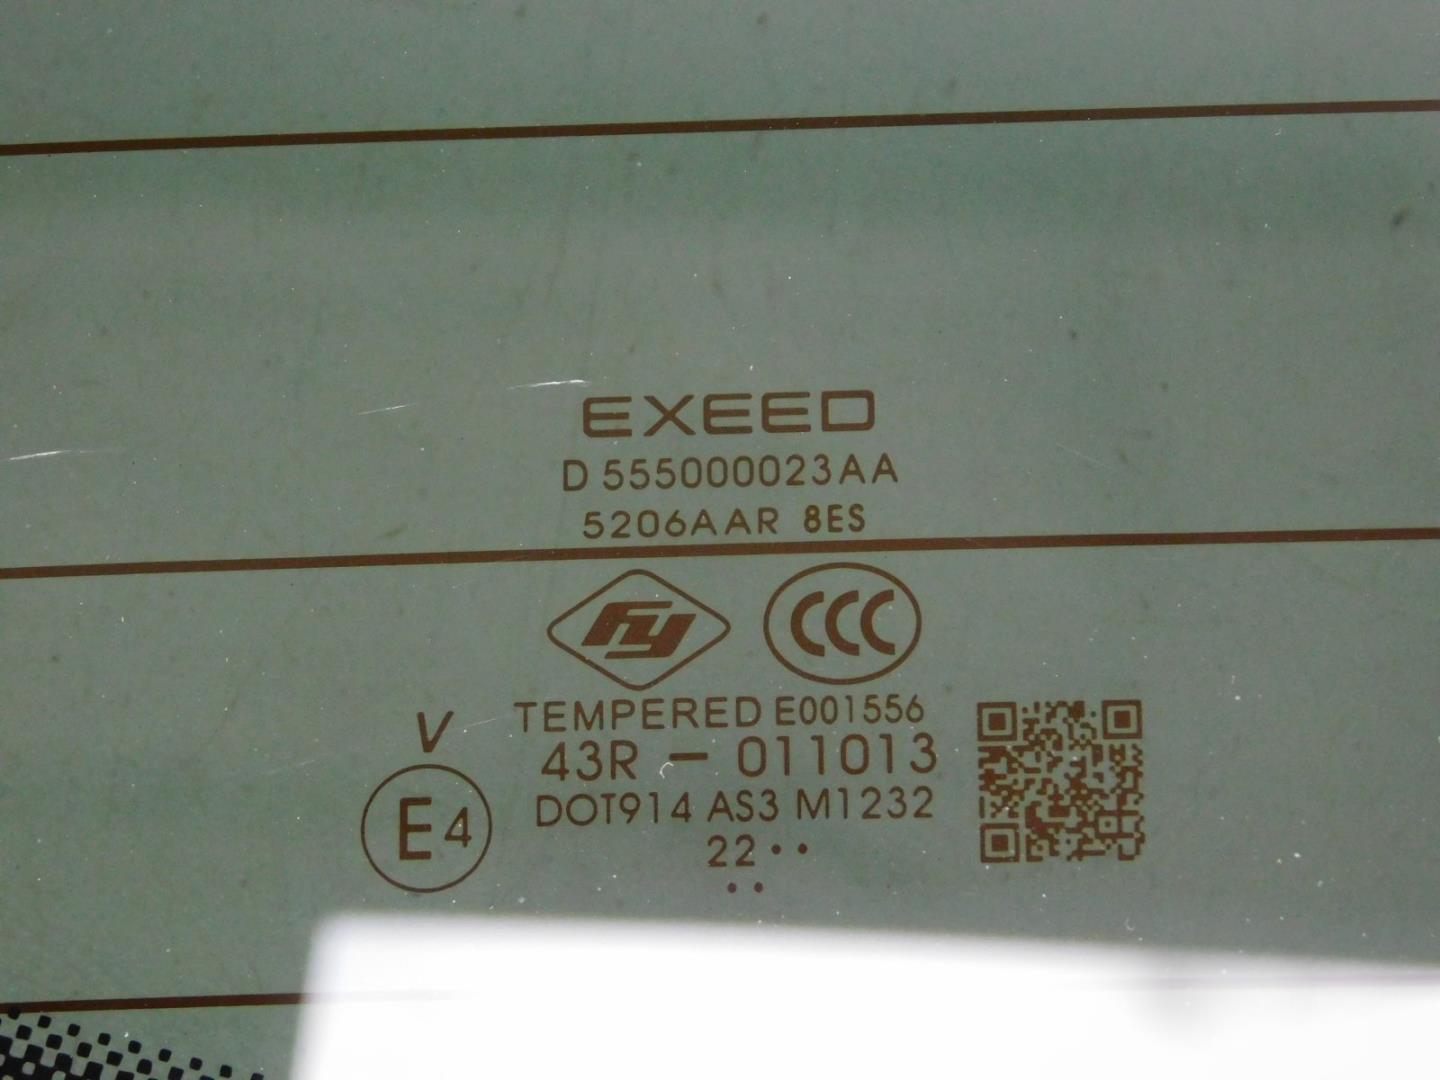 EXEED
D 555000023AA
5206AAR 8ES
fy CCC
TEMPERED E001556
V
43R - 011013
DOT914 AS3 M1232
E4
22 ··
··